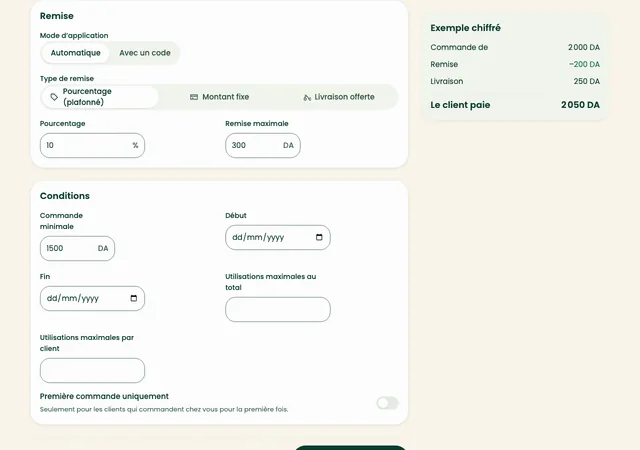 Remise
Mode d'application
Automatique
Avec un code
Type de remise
Pourcentage
(plafonné)
Montant fixe
Livraison offerte
Pourcentage
Remise maximale
10 %
300 DA
Conditions
Commande
minimale
Début
1500 DA
dd/mm/yyyy
Fin
Utilisations maximales au
total
dd/mm/yyyy
Utilisations maximales par
client
Première commande uniquement
Seulement pour les clients qui commandent chez vous pour la première fois.
Exemple chiffré
Commande de 2 000 DA
Remise −200 DA
Livraison 250 DA
Le client paie 2 050 DA